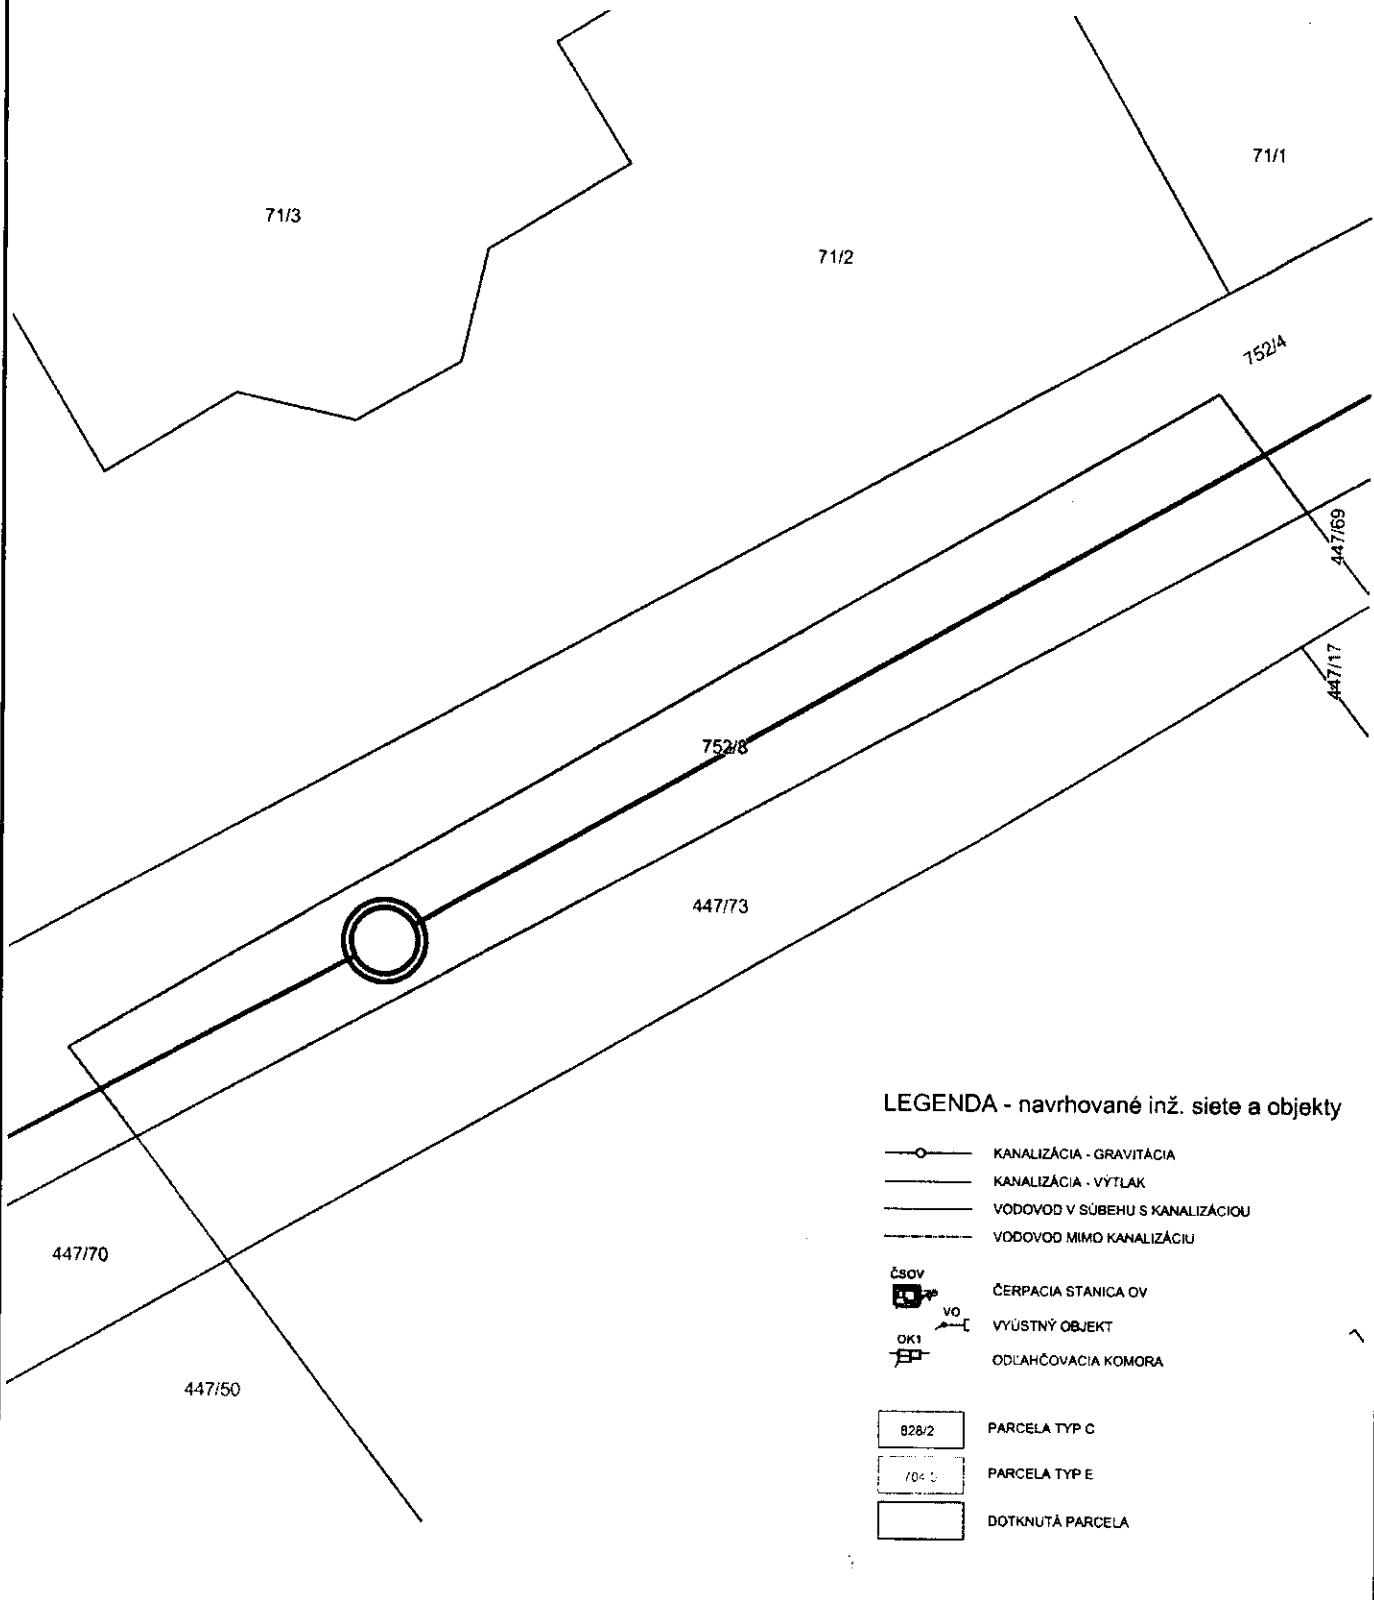 71/1
71/3
71/2
752/4
447/69
447/17
752/8
447/73
LEGENDA - navrhované inž. siete a objekty
KANALIZÁCIA - GRAVITÁCIA
KANALIZÁCIA - VÝTLAK
VODOVOD V SÚBEHU S KANALIZÁCIOU
VODOVOD MIMO KANALIZÁCIU
447/70
ČSOV
ČERPACIA STANICA OV
VO
VYÚSTNÝ OBJEKT
OK1
ODĽAHČOVACIA KOMORA
447/50
828/2 PARCELA TYP C
PARCELA TYP E
DOTKNUTÁ PARCELA